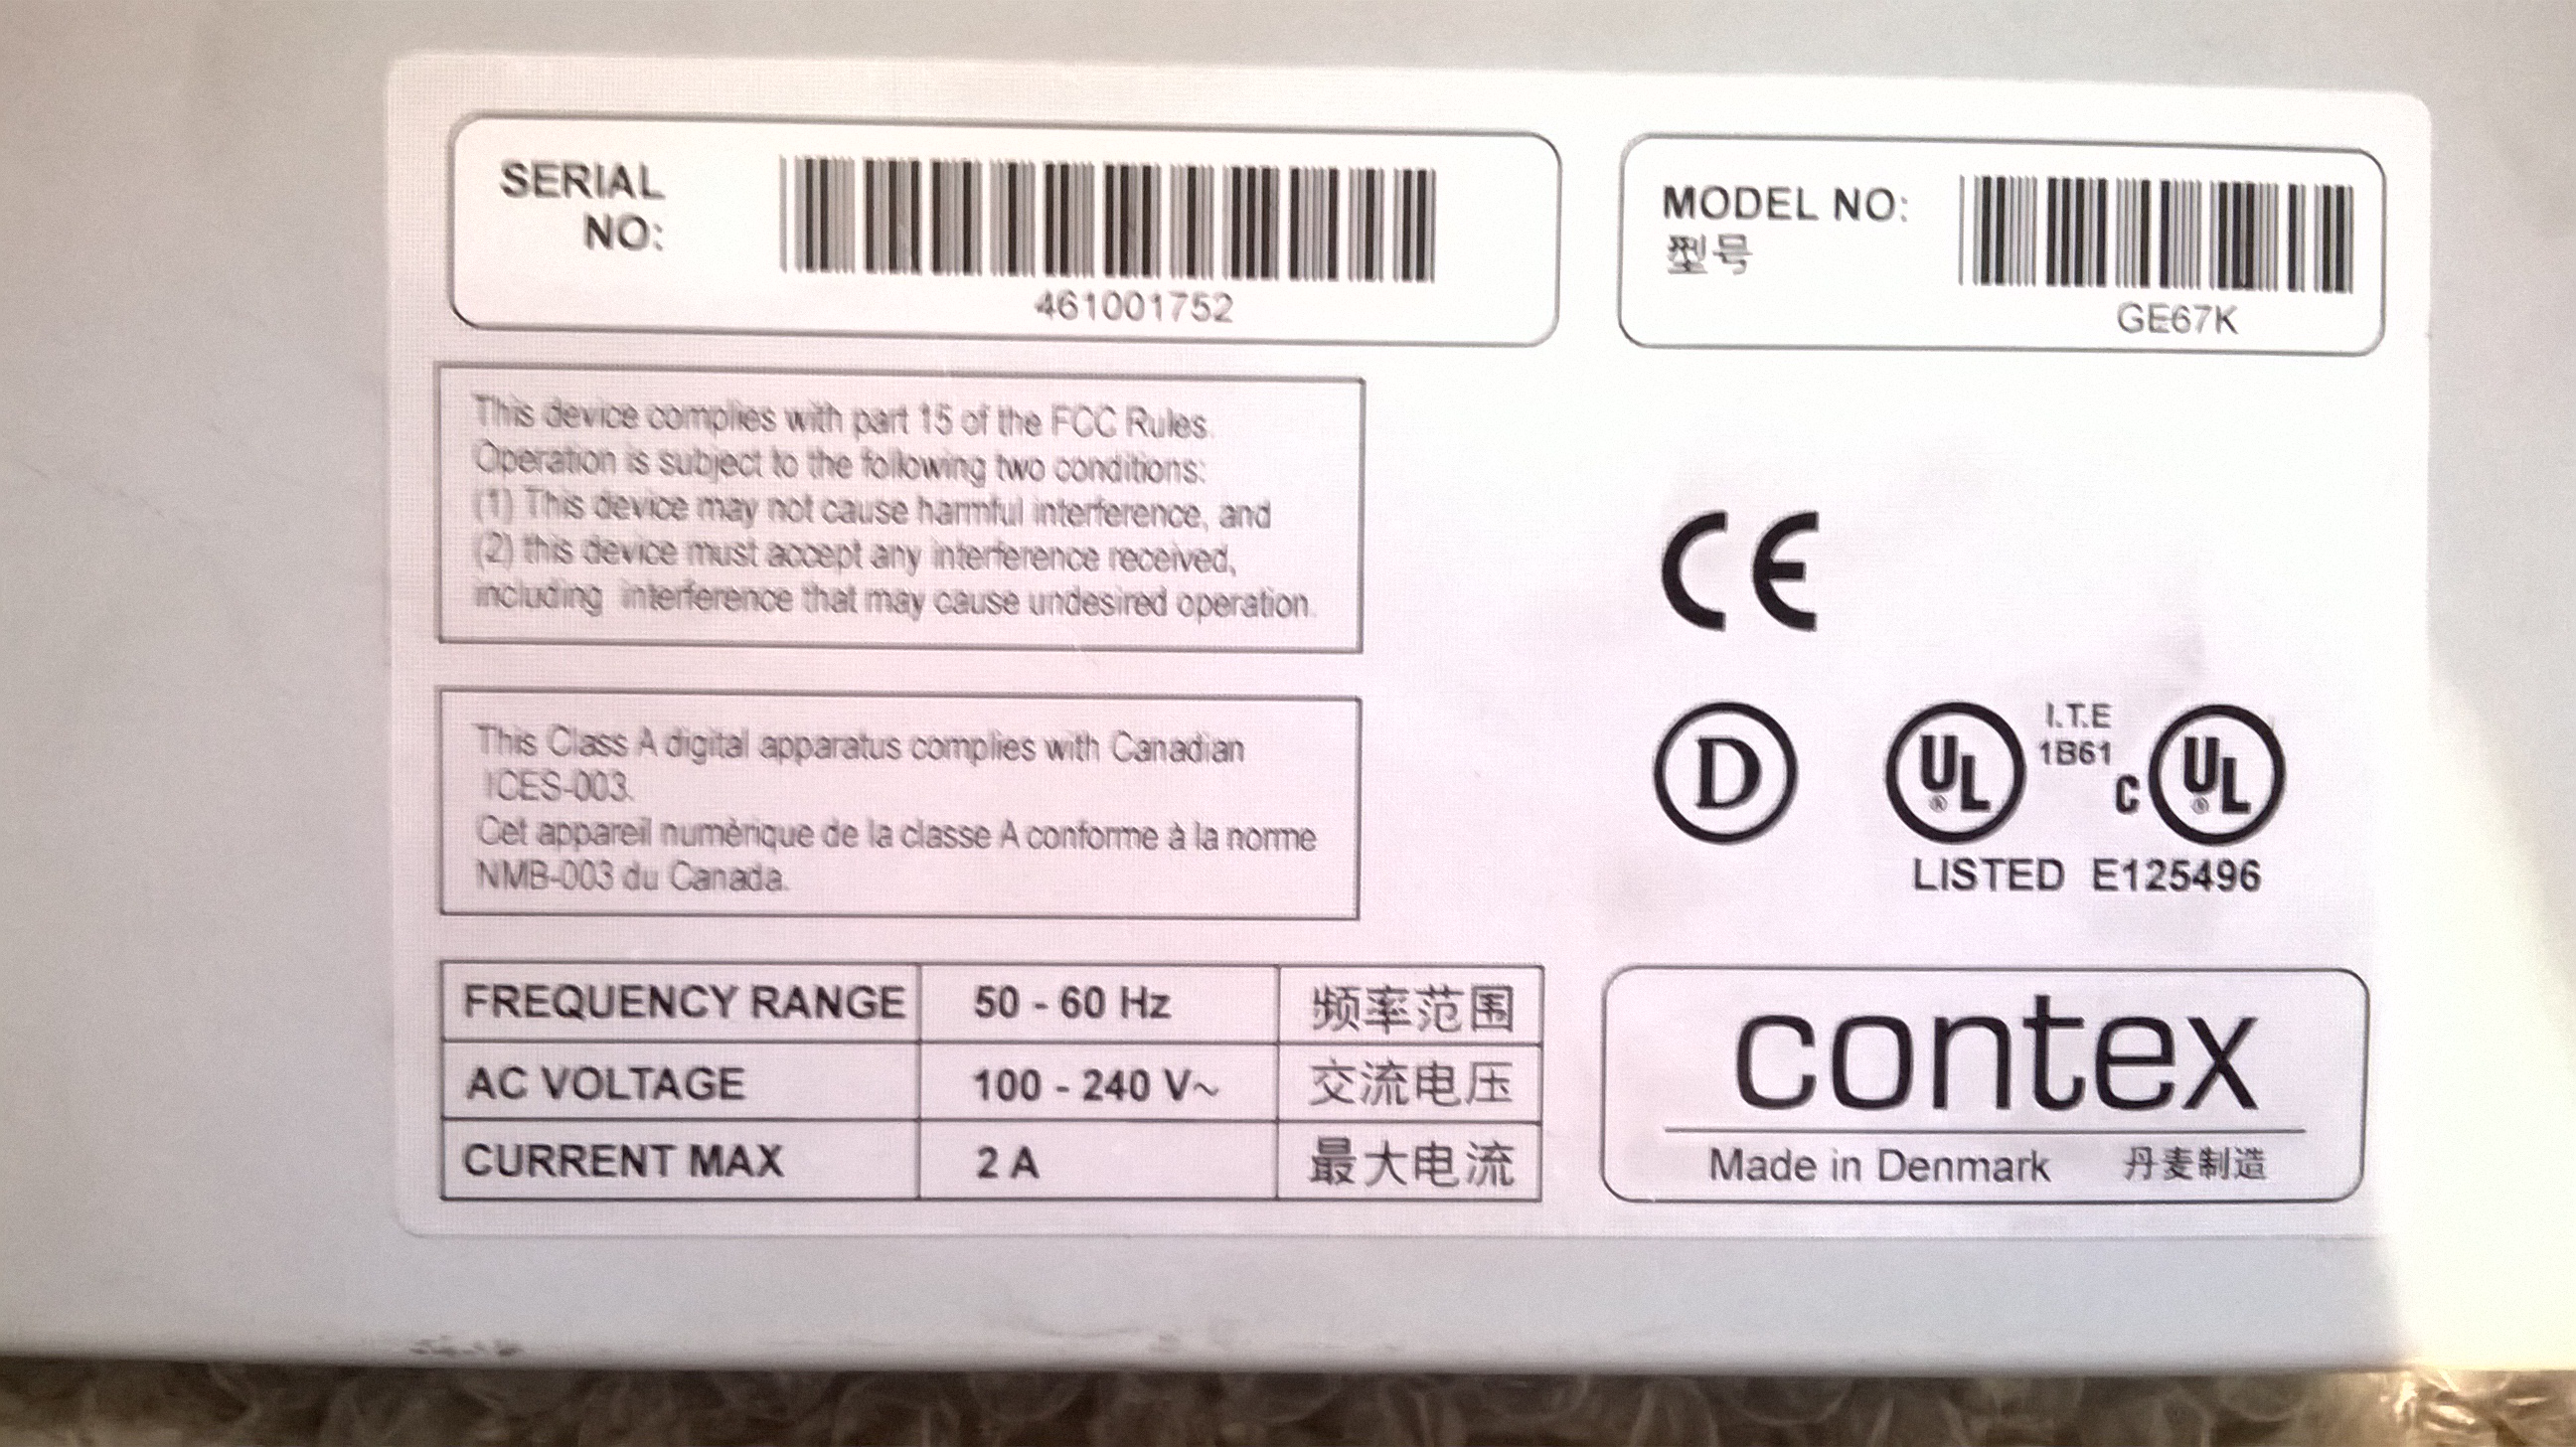 SERIAL
NO:
461001752
MODEL NO:
型号
GE67K
This device complies with part 15 of the FCC Rules.
Operation is subject to the following two conditions:
(1) This device may not cause harmful interference, and
(2) this device must accept any interference received,
including interference that may cause undesired operation.
This Class A digital apparatus complies with Canadian
ICES-003.
Cet appareil numèrique de la classe A conforme à la norme
NMB-003 du Canada.
CE
D
UL
I.T.E
1B61
C UL
LISTED E125496
FREQUENCY RANGE 50 - 60 Hz 频率范围
AC VOLTAGE 100 - 240 V~ 交流电压
CURRENT MAX 2 A 最大电流
contex
Made in Denmark 丹麦制造